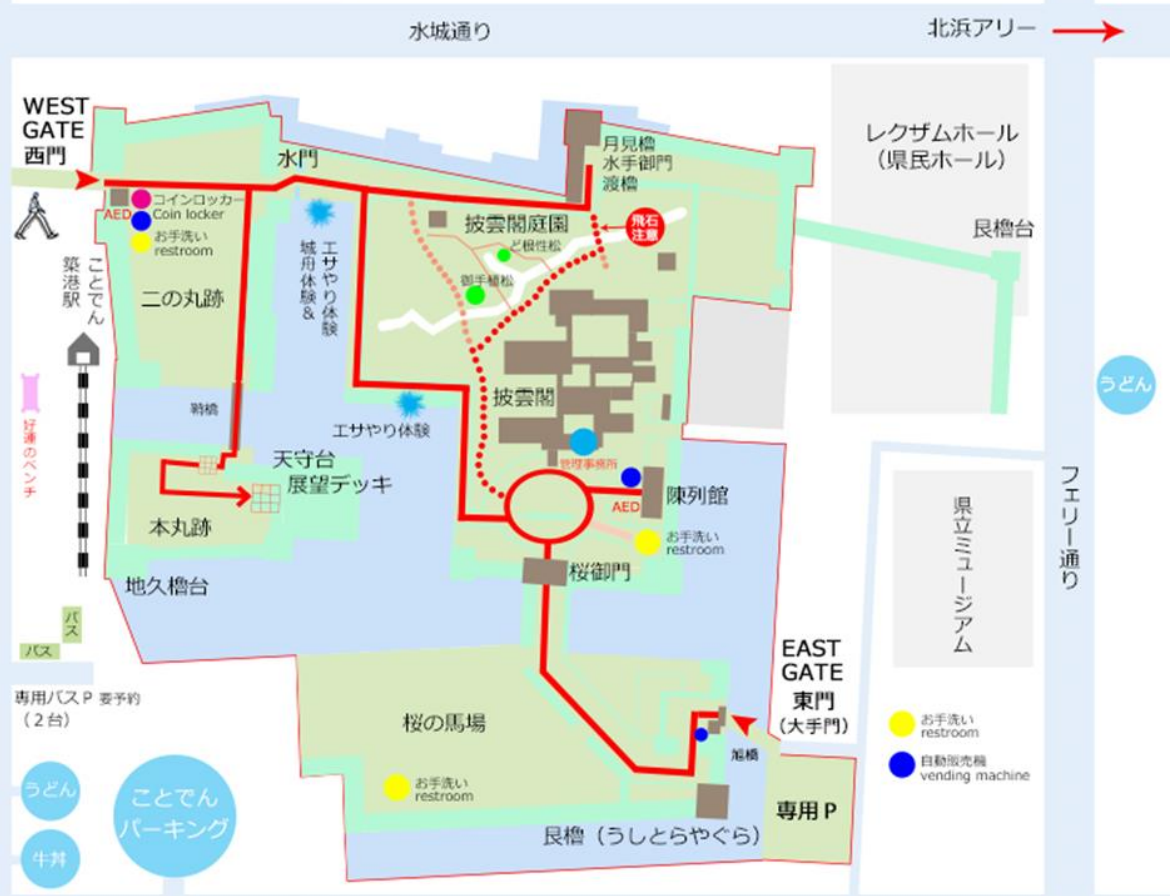 水城通り
北浜アリー
WEST
GATE
西門
水門
月見櫓
水手御門
渡櫓
レクザムホール
(県民ホール)
艮櫓台
AED
コインロッカー
Coin locker
お手洗い
restroom
ことでん
築港駅
二の丸跡
エサやり体験
城舟体験&
披雲閣庭園
飛石
注意
ど根性松
御手植松
披雲閣
鞘橋
エサやり体験
管理事務所
好運のベンチ
天守台
展望デッキ
AED
陳列館
本丸跡
お手洗い
restroom
地久櫓台
桜御門
うどん
フェリー通り
県立ミュージアム
バス
バス
専用バスP 要予約
(2台)
EAST
GATE
東門
(大手門)
旭橋
桜の馬場
お手洗い
restroom
お手洗い
restroom
自動販売機
vending machine
うどん
牛丼
ことでん
パーキング
専用P
艮櫓(うしとらやぐら)